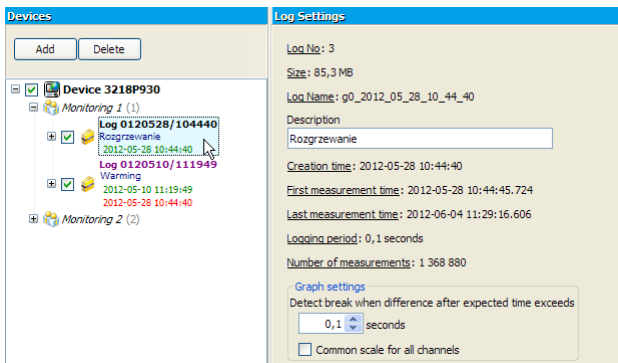 Devices
Add Delete
Device 3218P930
Monitoring 1 (1)
Log 0120528/104440
Rozgrzewanie
2012-05-28 10:44:40
Log 0120510/111949
Warming
2012-05-10 11:19:49
2012-05-28 10:44:40
Monitoring 2 (2)
Log Settings
Log No: 3
Size: 85,3 MB
Log Name: g0_2012_05_28_10_44_40
Description
Rozgrzewanie
Creation time: 2012-05-28 10:44:40
First measurement time: 2012-05-28 10:44:45.724
Last measurement time: 2012-06-04 11:29:16.606
Logging period: 0,1 seconds
Number of measurements: 1 368 880
Graph settings
Detect break when difference after expected time exceeds
0,1 seconds
Common scale for all channels